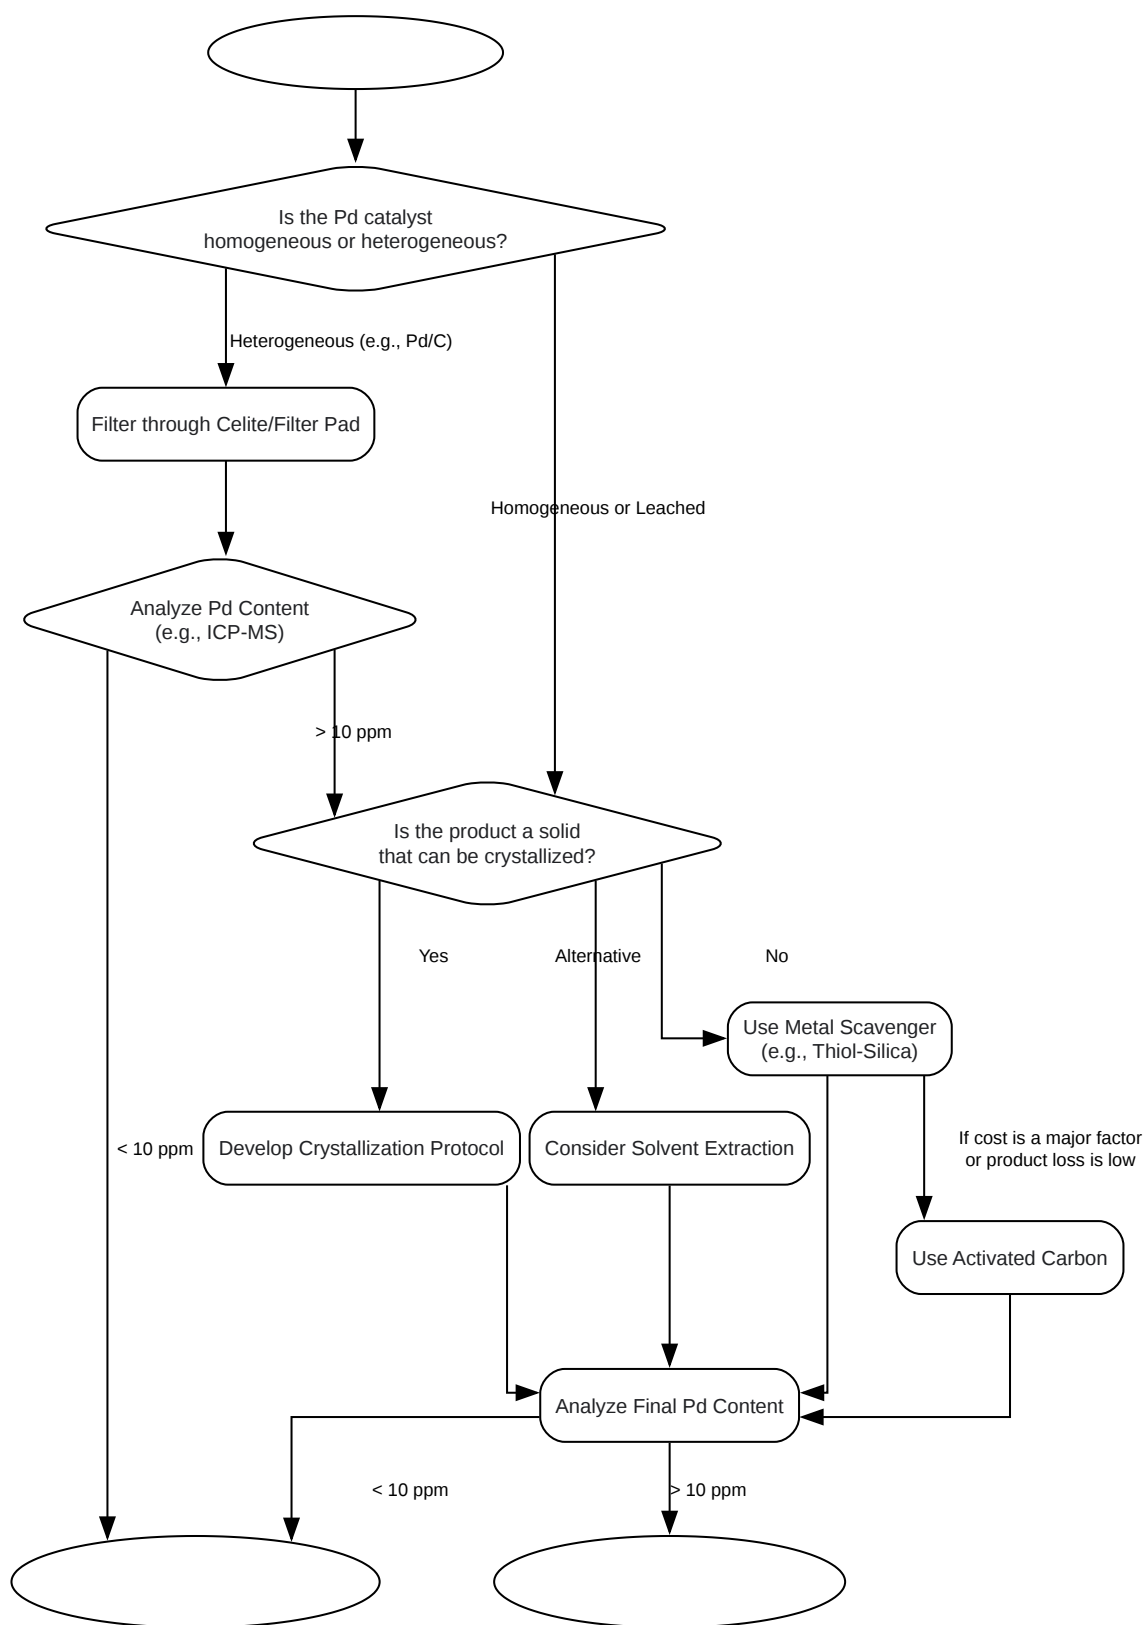 Is the Pd catalyst
homogeneous or heterogeneous?
Heterogeneous (e.g., Pd/C)
Filter through Celite/Filter Pad
Homogeneous or Leached
Analyze Pd Content
(e.g., ICP-MS)
> 10 ppm
Is the product a solid
that can be crystallized?
Yes
Alternative
No
Use Metal Scavenger
(e.g., Thiol-Silica)
< 10 ppm
Develop Crystallization Protocol
Consider Solvent Extraction
If cost is a major factor
or product loss is low
Use Activated Carbon
Analyze Final Pd Content
< 10 ppm
> 10 ppm